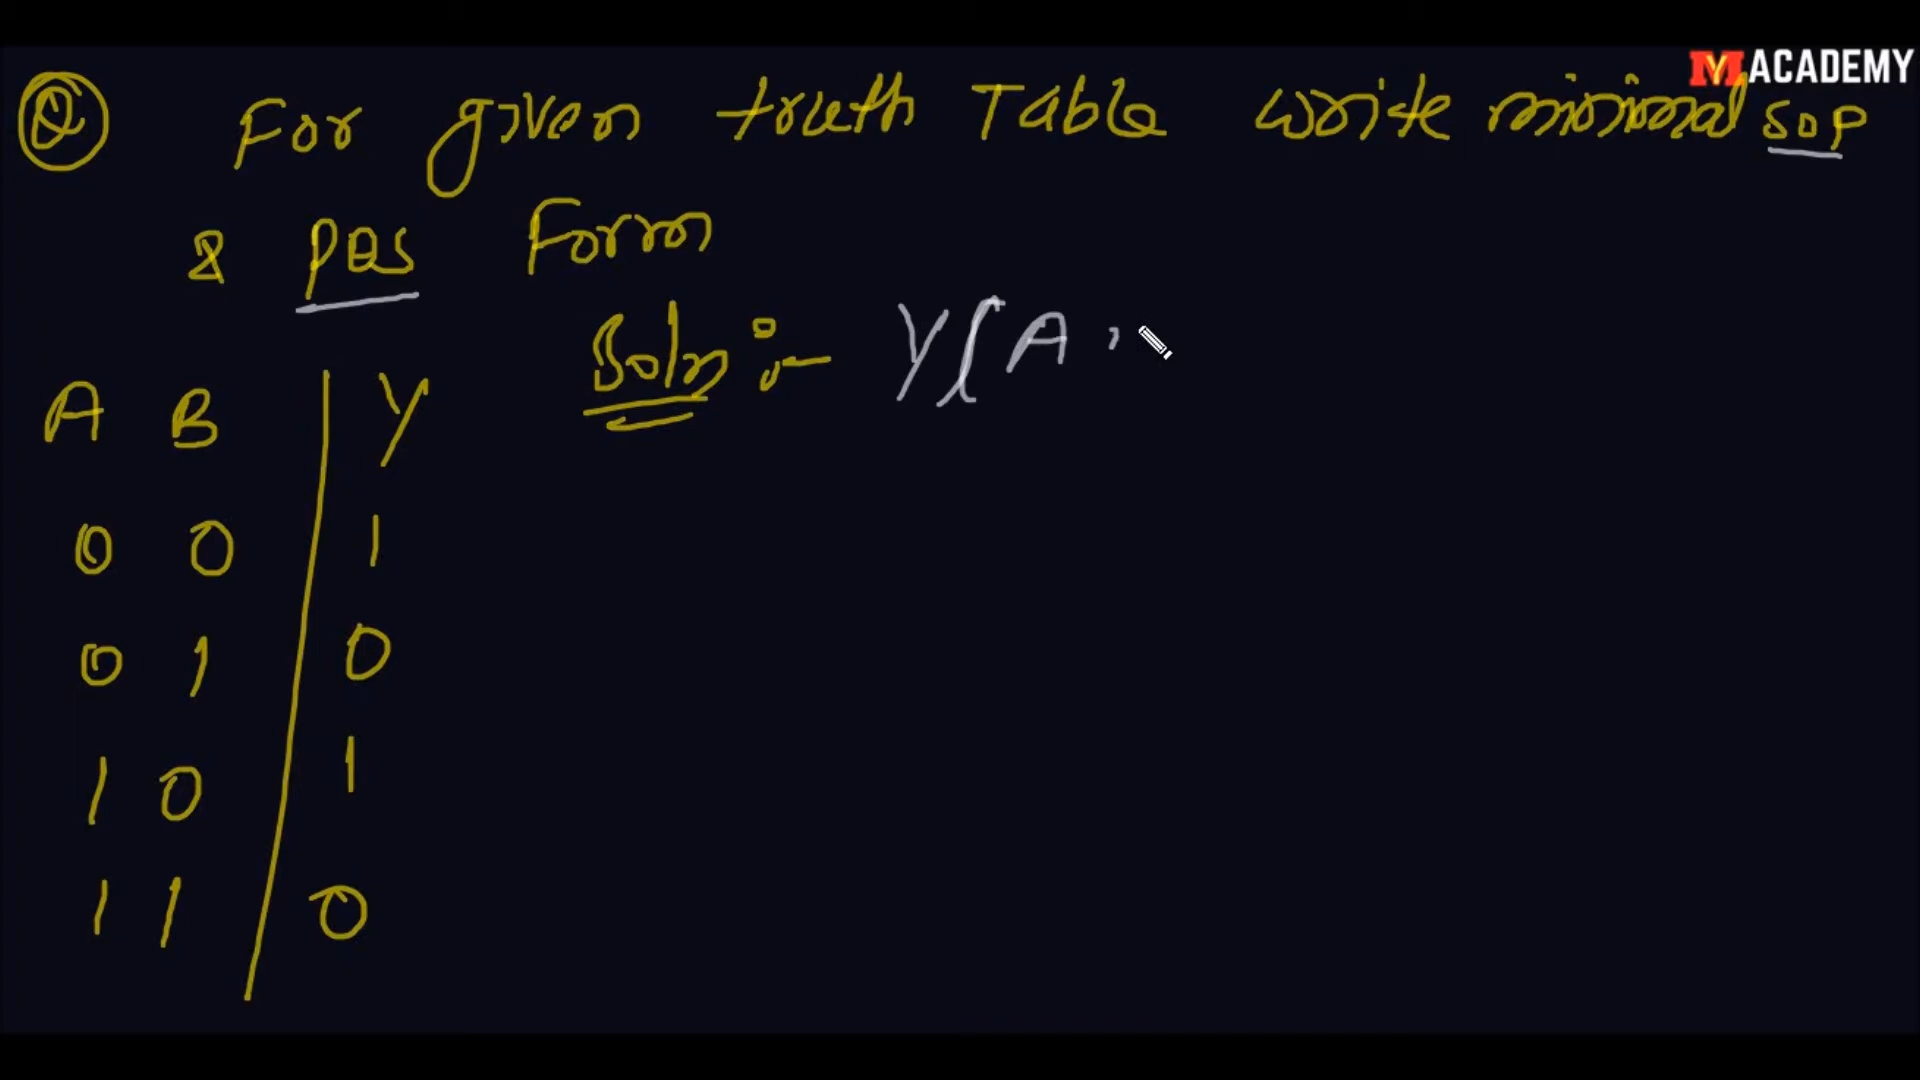 M ACADEMY
Q For given truth Table write minimal SOP
& POS Form
Soln :- Y(A,
A B Y
0 0 1
0 1 0
1 0 1
1 1 0